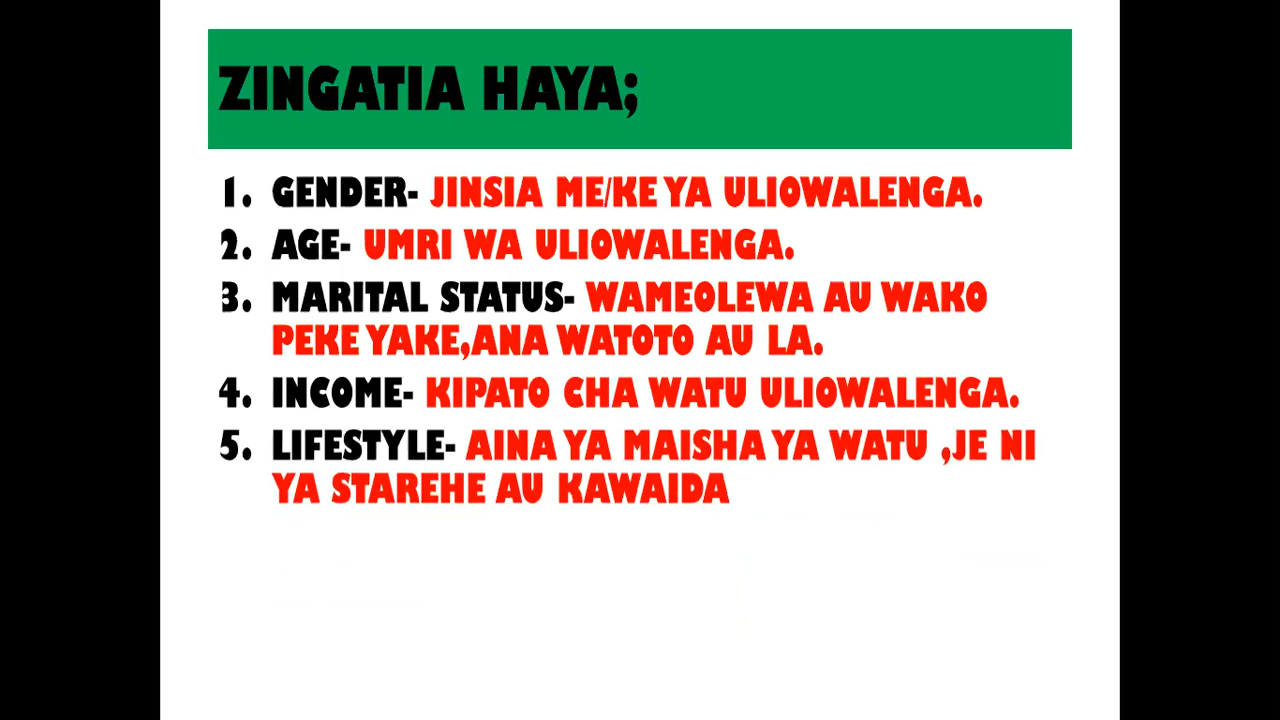 ZINGATIA HAYA;
1. GENDER- JINSIA ME/KE YA ULIOWALENGA.
2. AGE- UMRI WA ULIOWALENGA.
3. MARITAL STATUS- WAMEOLEWA AU WAKO
PEKE YAKE,ANA WATOTO AU LA.
4. INCOME- KIPATO CHA WATU ULIOWALENGA.
5. LIFESTYLE- AINA YA MAISHA YA WATU ,JE NI
YA STAREHE AU KAWAIDA